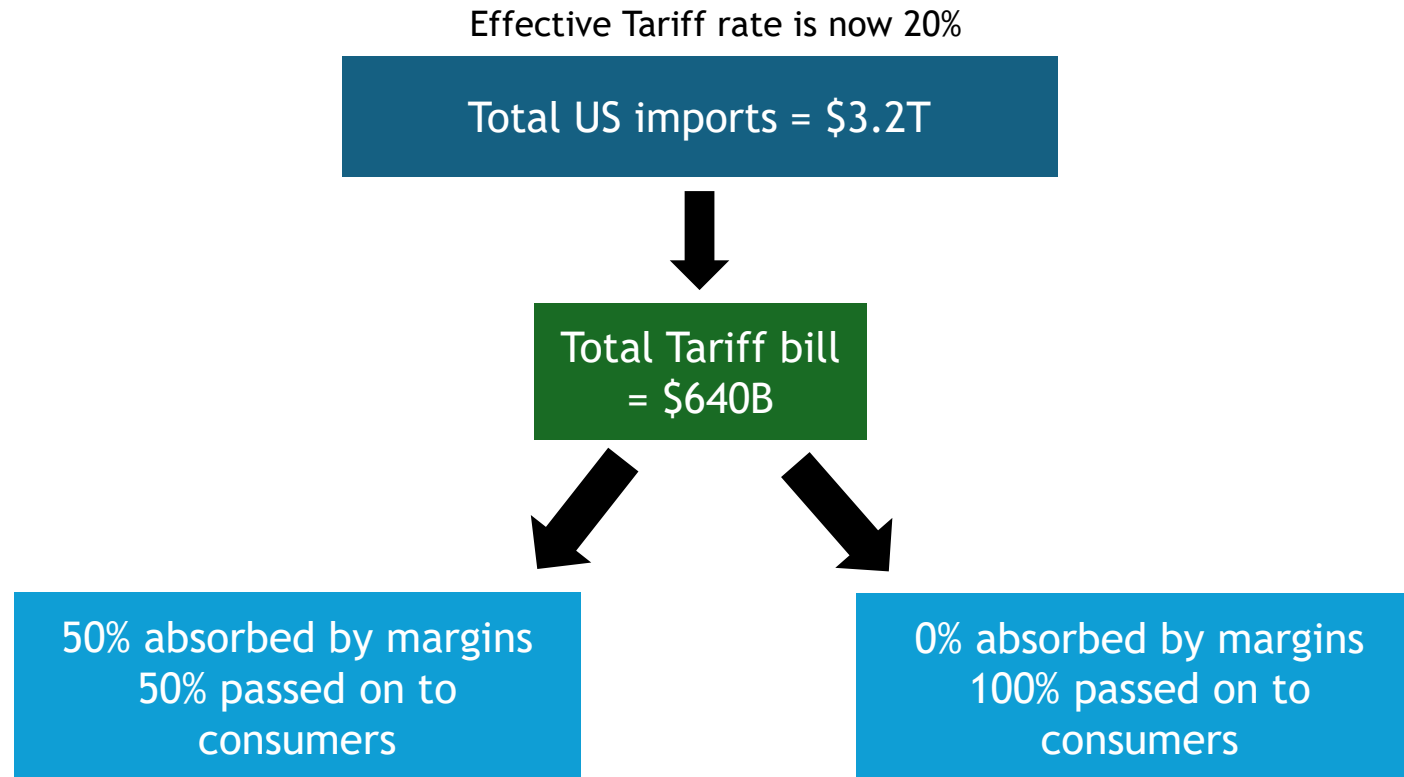 Effective Tariff rate is now 20%
Total US imports = $3.2T
Total Tariff bill
= $640B
50% absorbed by margins
50% passed on to
consumers
0% absorbed by margins
100% passed on to
consumers